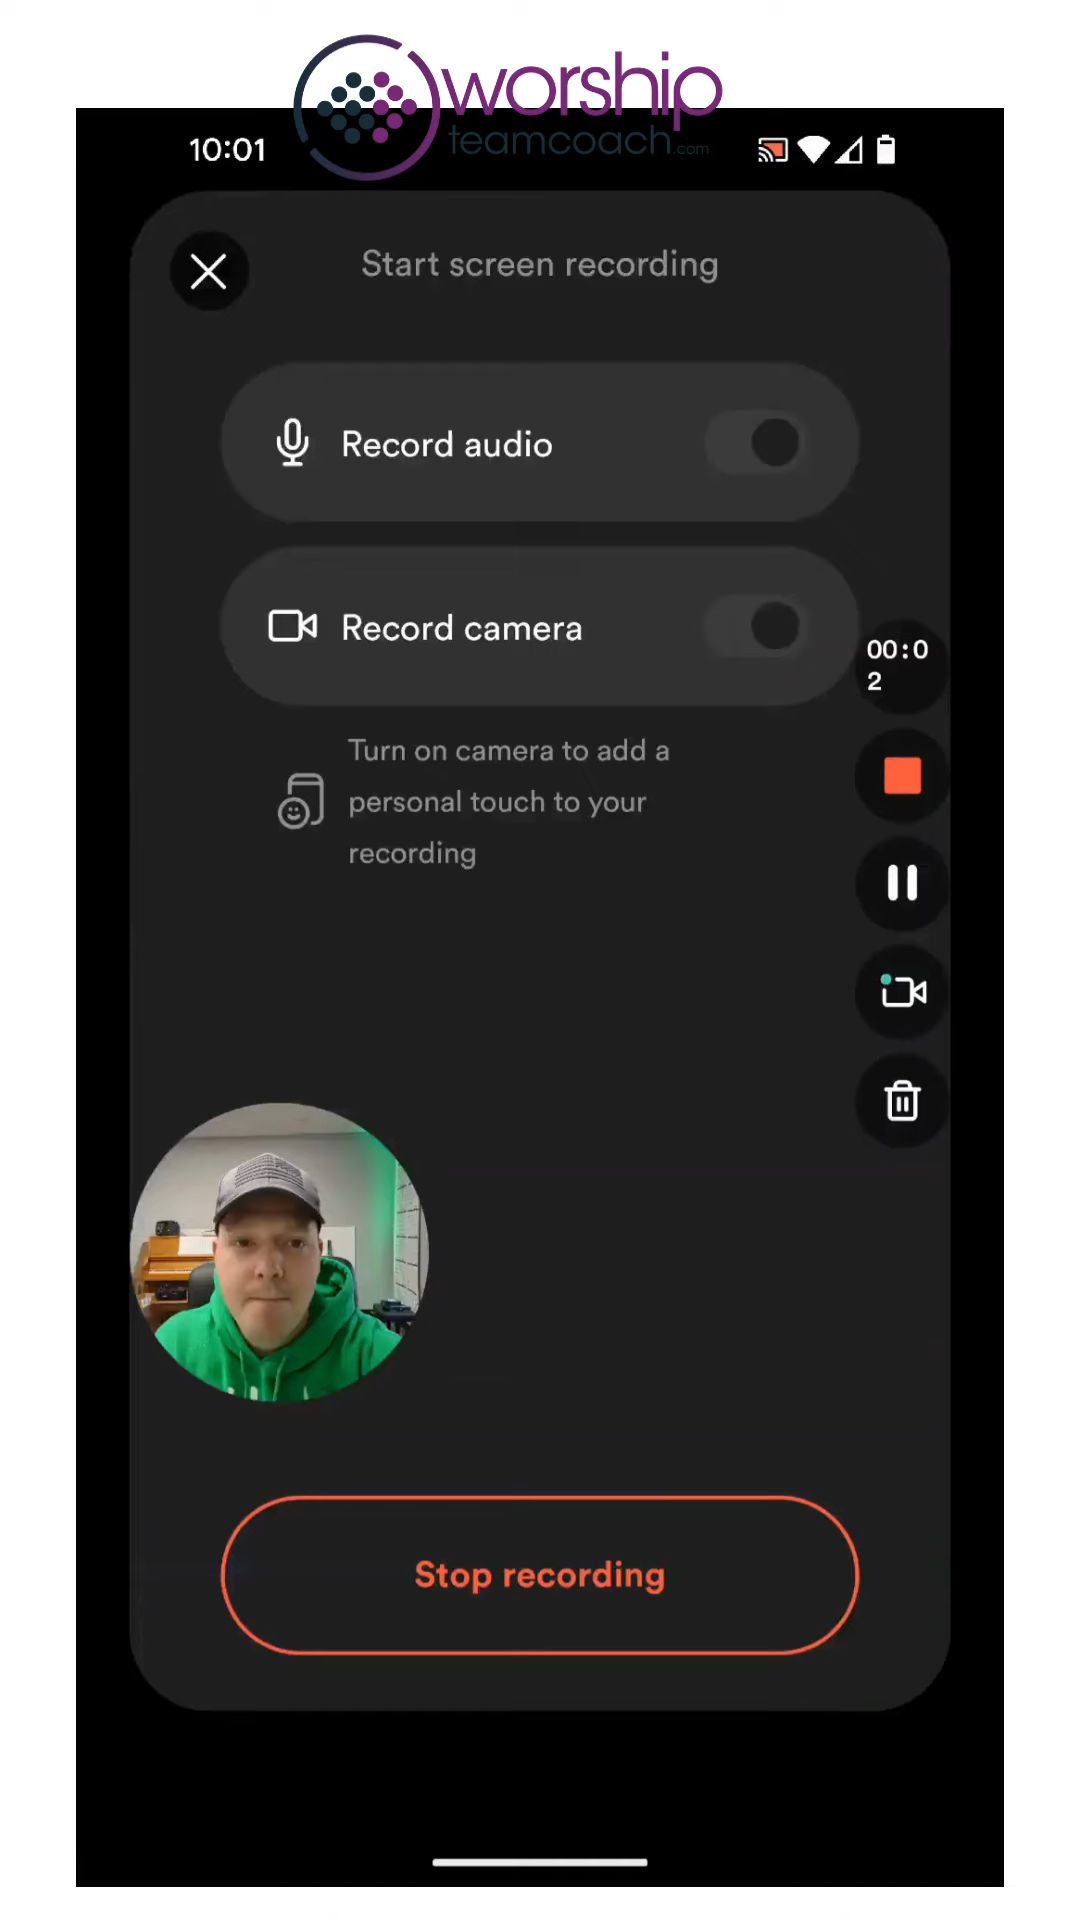 worship
teamcoach.com
10:01
Start screen recording
Record audio
Record camera
00:0
2
Turn on camera to add a
personal touch to your
recording
Stop recording